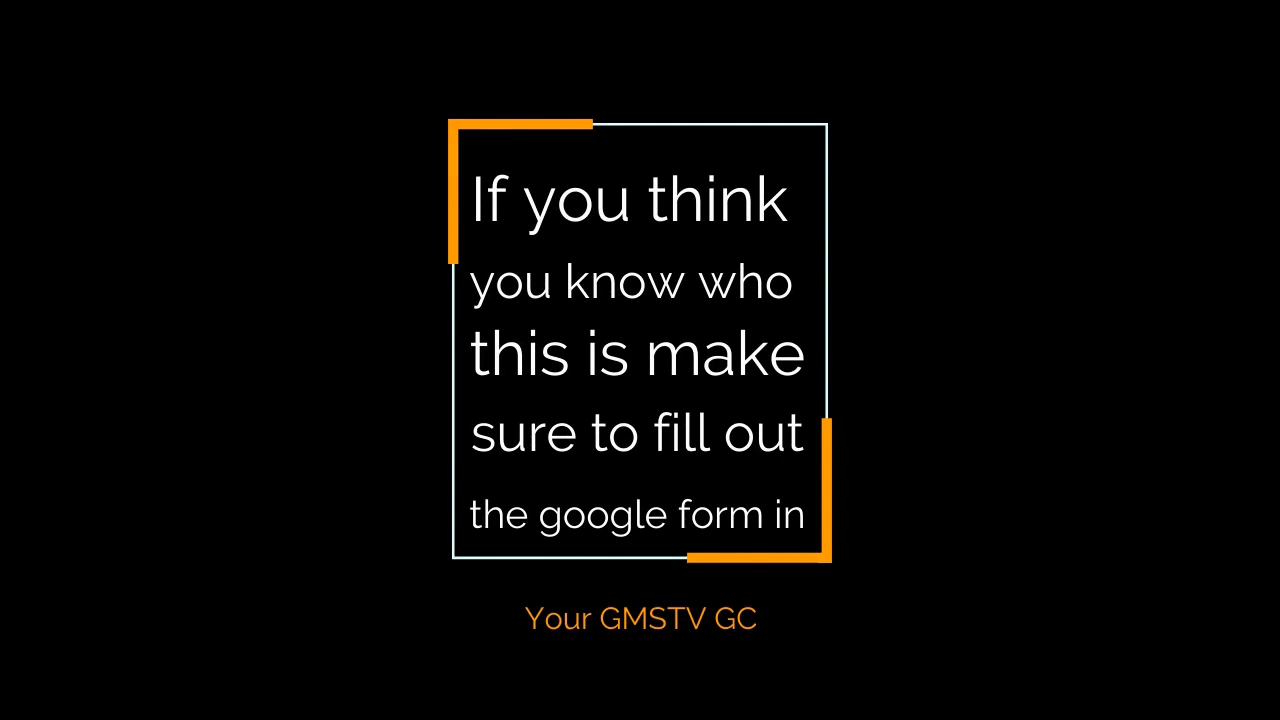 If you think
you know who
this is make
sure to fill out
the google form in
Your GMSTV GC